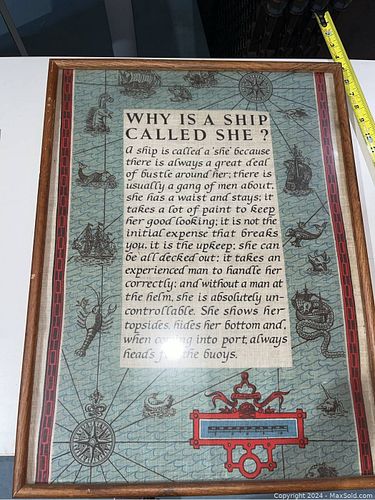 WHY IS A SHIP
CALLED SHE ?
A ship is called a 'she' because
there is always a great deal
of bustle around her; there is
usually a gang of men about,
she has a waist and stays; it
takes a lot of paint to keep
her good looking; it is not the
initial expense that breaks
you, it is the upkeep; she can
be all decked out; it takes an
experienced man to handle her
correctly; and without a man at
the helm, she is absolutely un-
controllable. She shows her
topsides, hides her bottom and,
when coming into port, always
heads for the buoys.
Copyright 2024 - MaxSold.com